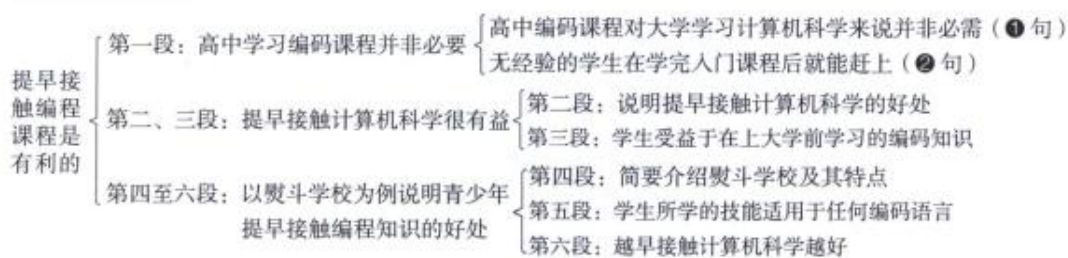 提早接
触编程
课程是
有利的
第一段：高中学习编码课程并非必要
高中编码课程对大学学习计算机科学来说并非必需（❶句）
无经验的学生在学完入门课程后就能赶上（❷句）
第二、三段：提早接触计算机科学很有益
第二段：说明提早接触计算机科学的好处
第三段：学生受益于在上大学前学习的编码知识
第四至六段：以熨斗学校为例说明青少年
提早接触编程知识的好处
第四段：简要介绍熨斗学校及其特点
第五段：学生所学的技能适用于任何编码语言
第六段：越早接触计算机科学越好